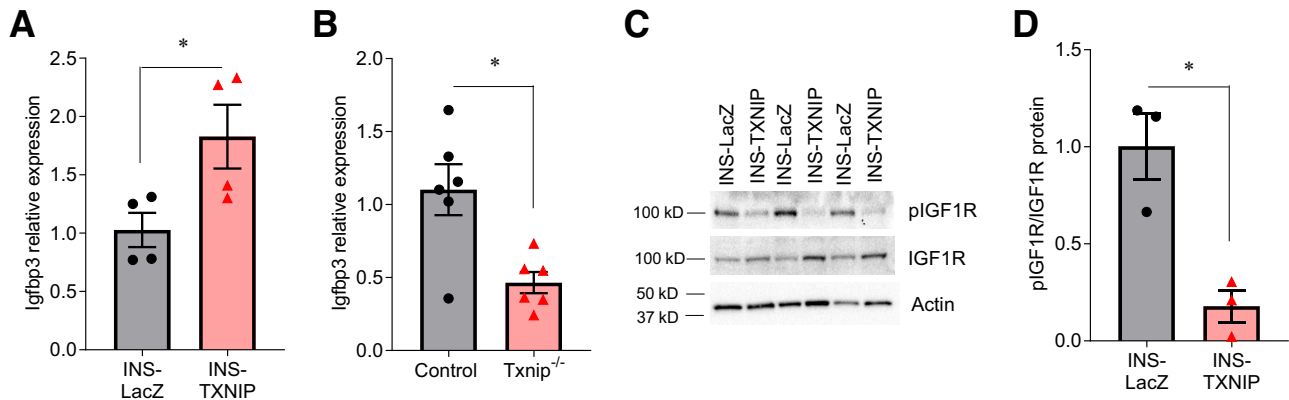 A
Igfbp3 relative expression
2.5
2.0
1.5
1.0
0.5
0.0
*
INS-
LacZ
INS-
TXNIP
B
Igfbp3 relative expression
2.0
1.5
1.0
0.5
0.0
*
Control
Txnip-/-
C
INS-LacZ
INS-TXNIP
INS-LacZ
INS-TXNIP
INS-LacZ
INS-TXNIP
100 kD
pIGF1R
100 kD
IGF1R
50 kD
37 kD
Actin
D
pIGF1R/IGF1R protein
1.5
1.0
0.5
0.0
*
INS-
LacZ
INS-
TXNIP